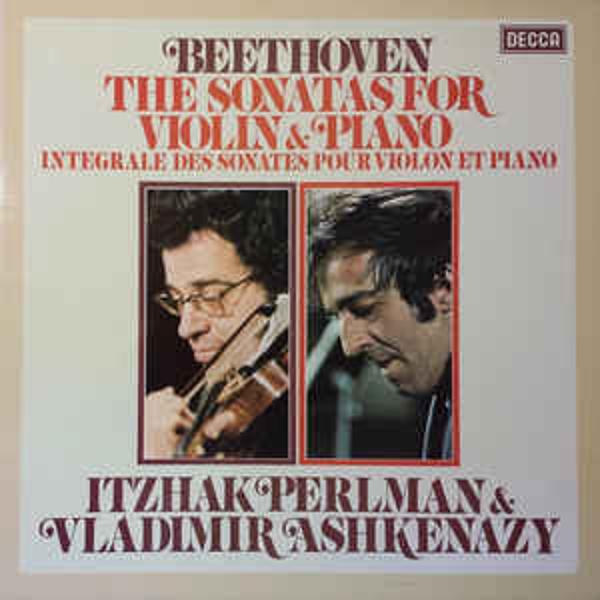 DECCA
BEETHOVEN
THE SONATAS FOR
VIOLIN & PIANO
INTEGRALE DES SONATES POUR VIOLON ET PIANO
ITZHAK PERLMAN &
VLADIMIR ASHKENAZY